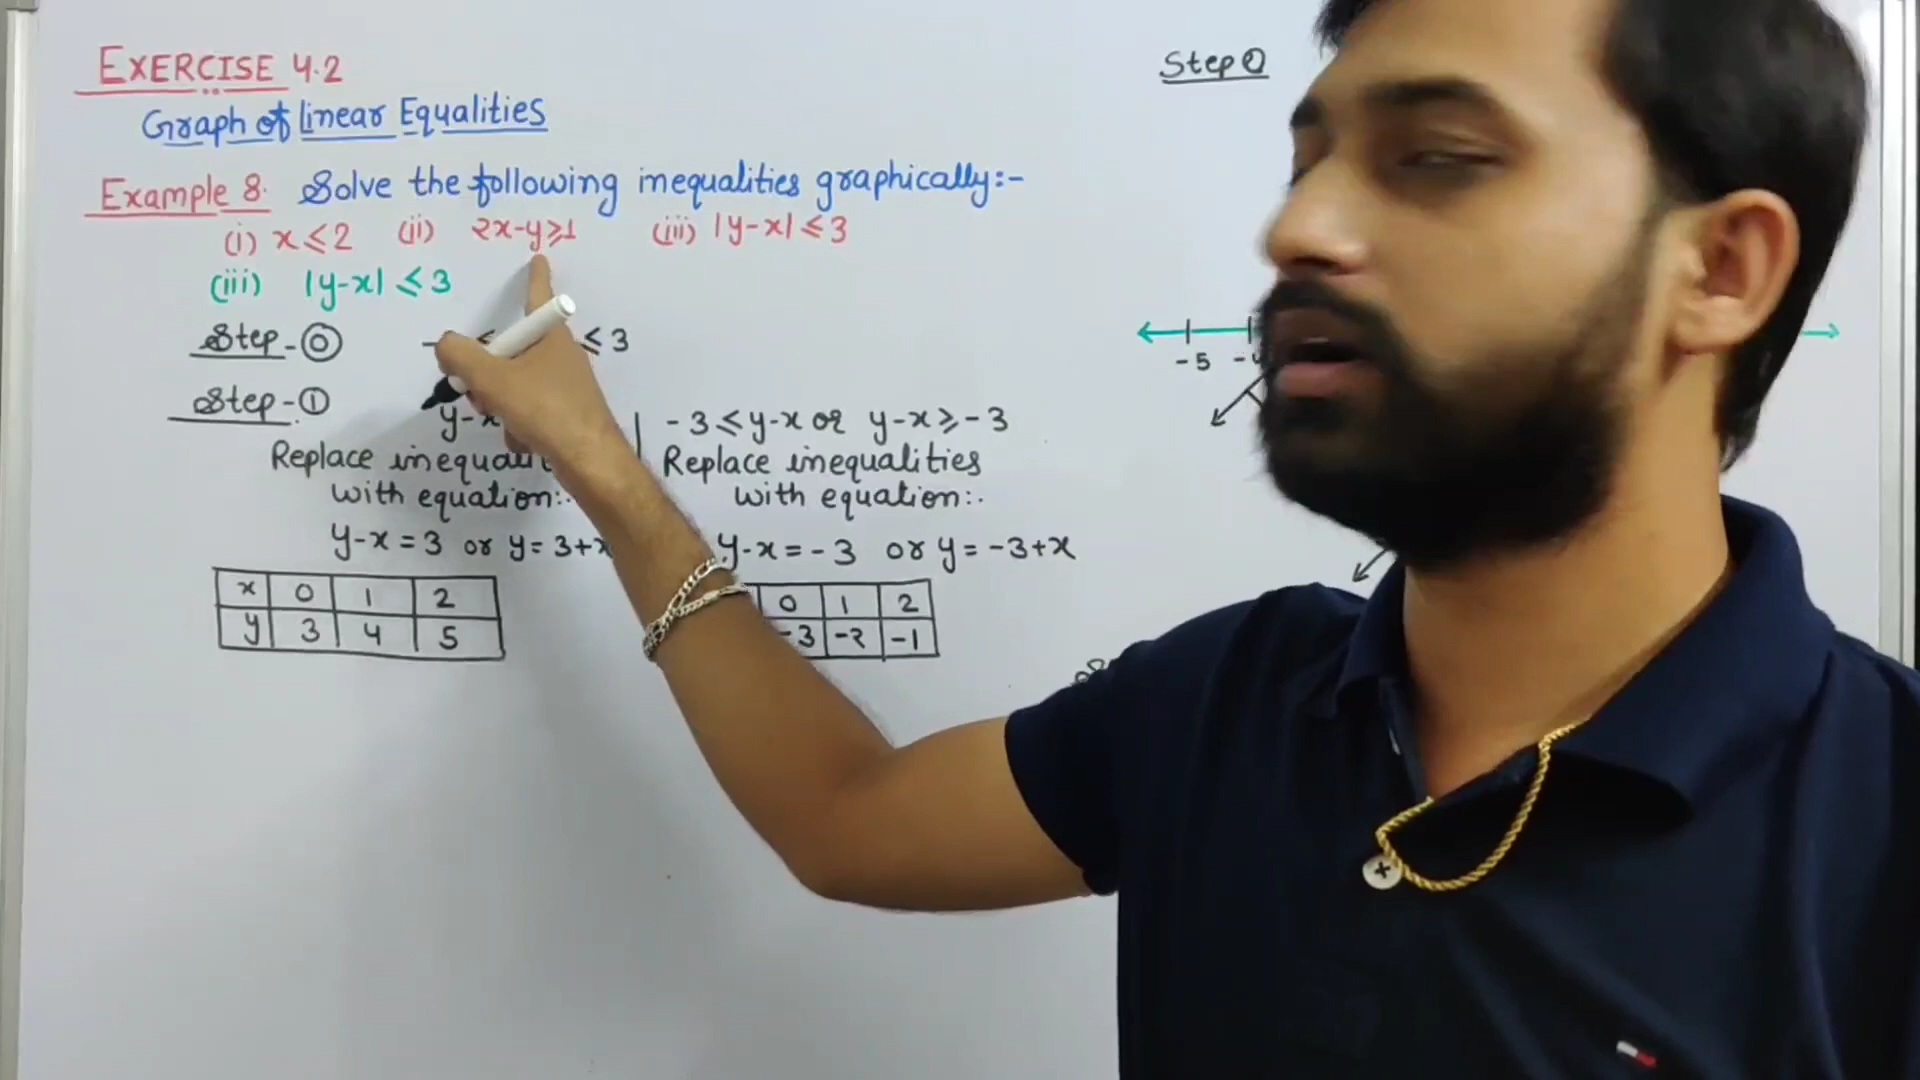 EXERCISE 4.2
Graph of linear Equalities
Example 8. Solve the following inequalities graphically:-
(i) x ≤ 2 (ii) 2x-y≥1 (iii) |y-x| ≤ 3
(iii) |y-x| ≤ 3
Step-⓪ ≤ 3
Step-①
y-x
-3 ≤ y-x or y-x ≥ -3
Replace
with equation:.
Replace inequalities
with equation:.
y-x = 3 or y = 3+x
y-x = -3 or y = -3+x
x 0 1 2
y 3 4 5
0 1 2
-3 -2 -1
Step
-5 -4